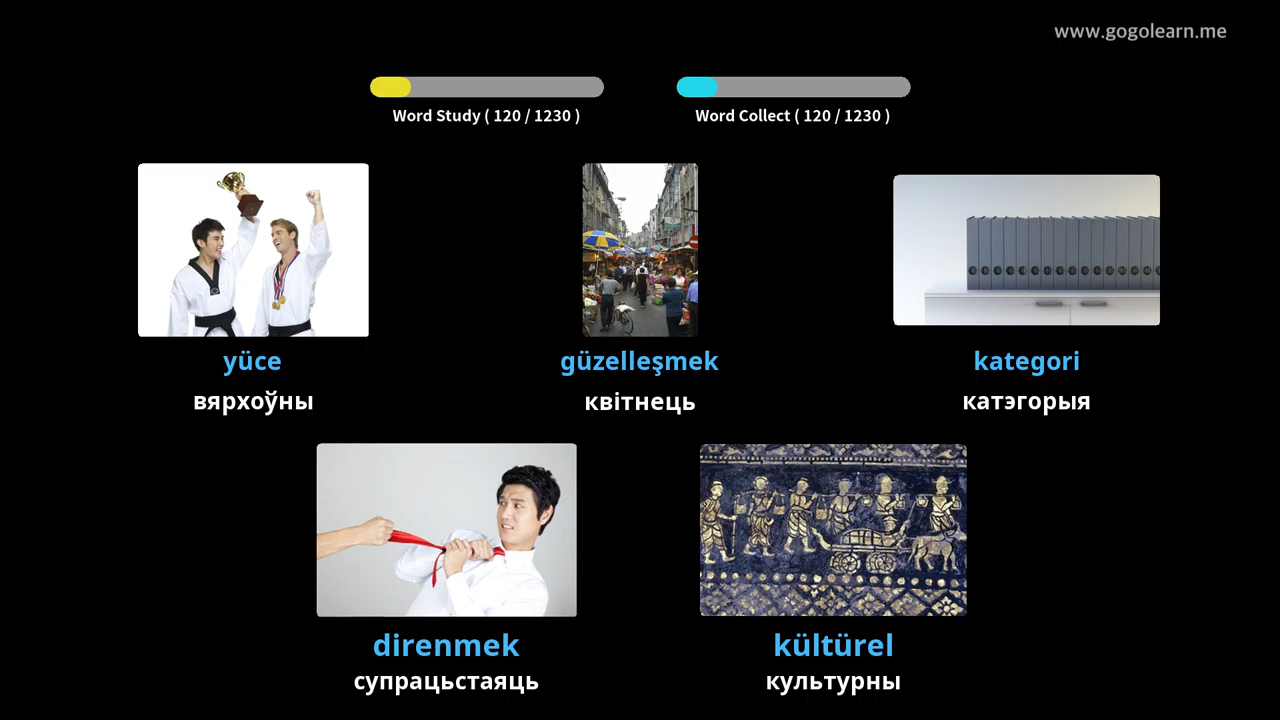 www.gogolearn.me
Word Study ( 120 / 1230 )
Word Collect ( 120 / 1230 )
yüce
вярхоўны
güzelleşmek
квітнець
kategori
катэгорыя
direnmek
супрацьстаяць
kültürel
культурны